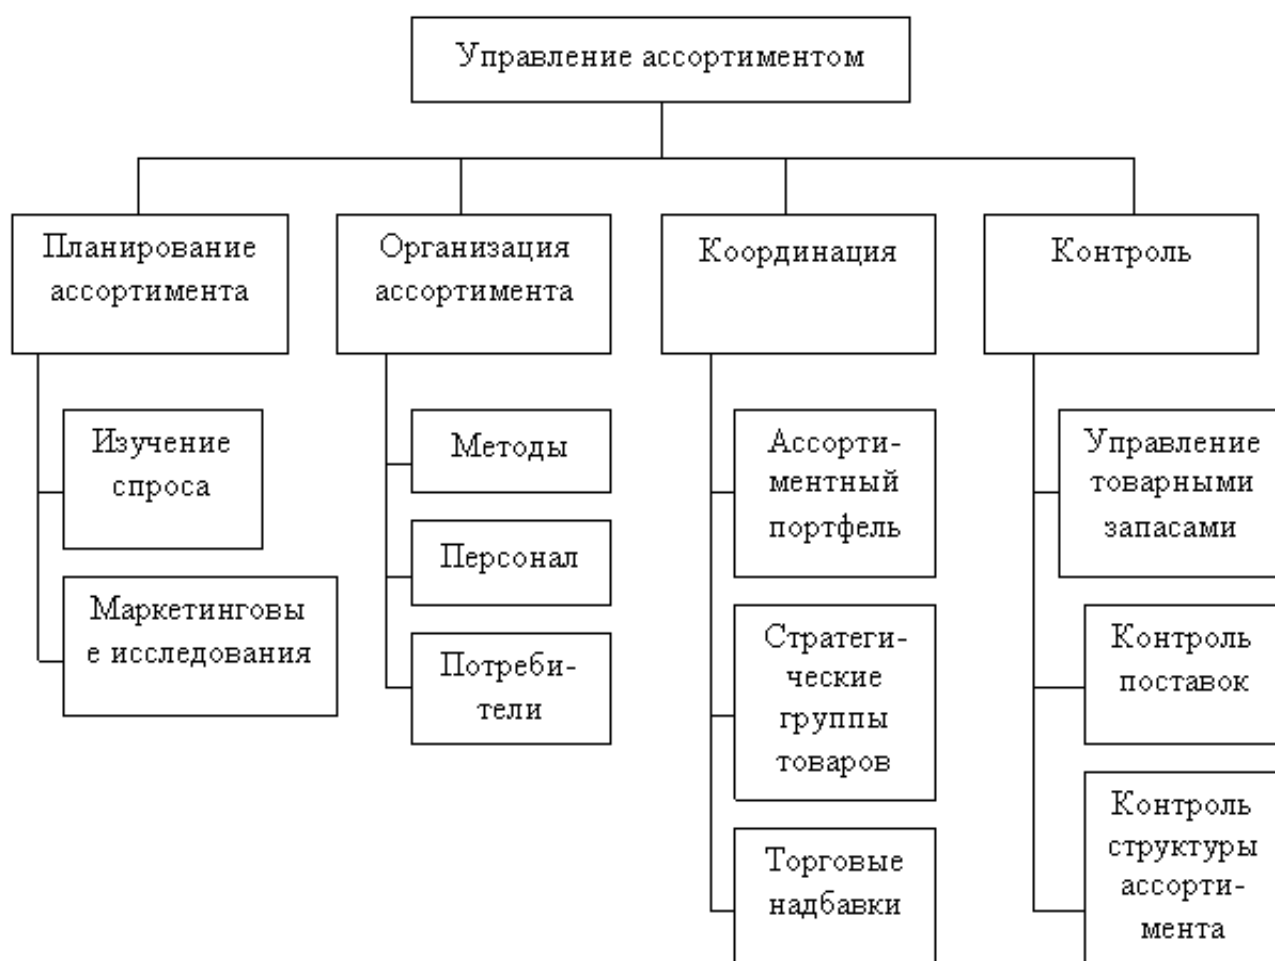 Управление ассортиментом
Планирование
ассортимента
Организация
ассортимента
Координация
Контроль
Изучение
спроса
Маркетинговы
е исследования
Методы
Персонал
Потреби-
тели
Ассорти-
ментный
портфель
Стратеги-
ческие
группы
товаров
Торговые
надбавки
Управление
товарными
запасами
Контроль
поставок
Контроль
структуры
ассорти-
мента